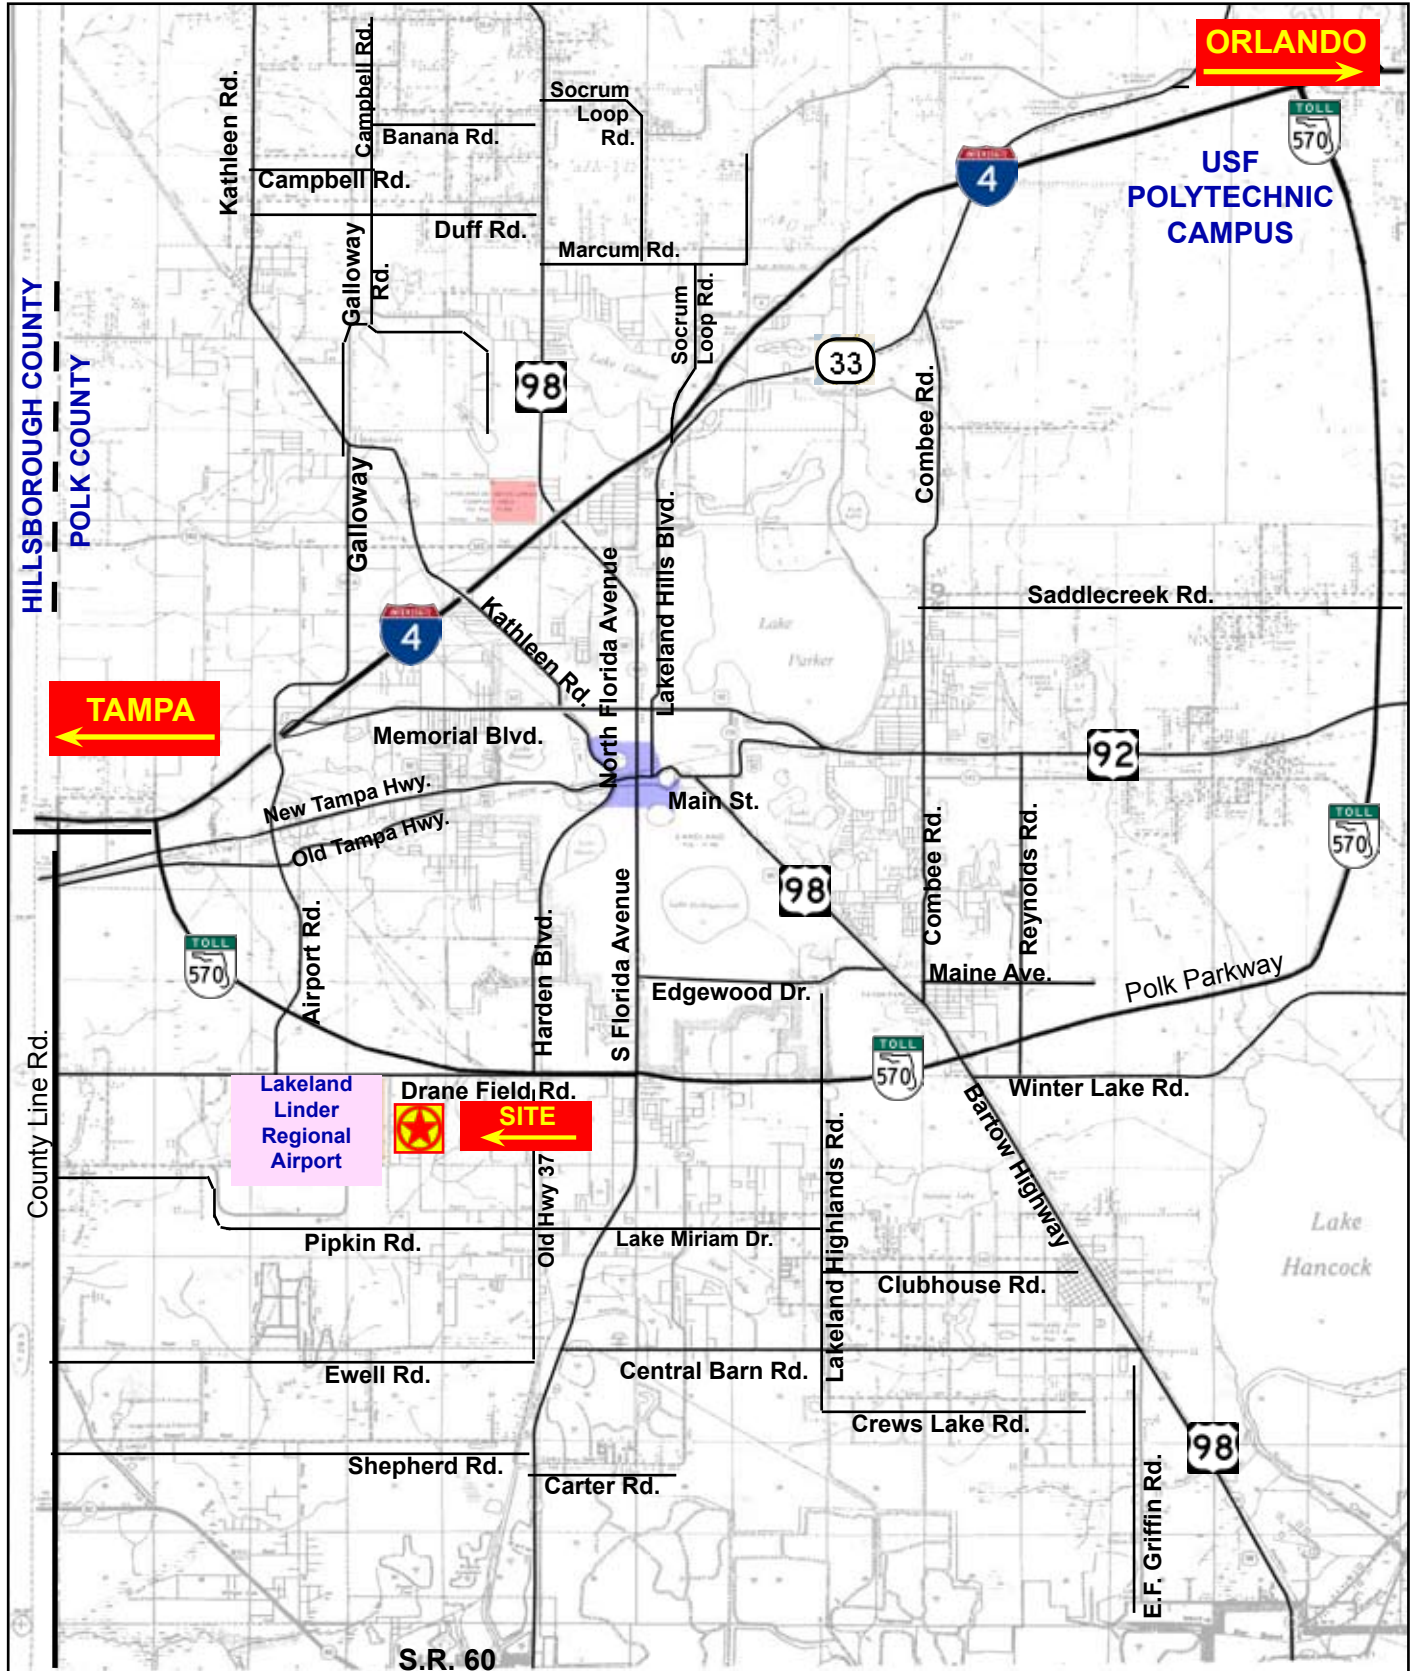 ORLANDO
Kathleen Rd.
Campbell Rd.
Socrum
Loop
Rd.
Banana Rd.
TOLL
570
INTERSTATE
4
USF
POLYTECHNIC
CAMPUS
Campbell Rd.
Duff Rd.
Marcum Rd.
Galloway
Rd.
Socrum
Loop Rd.
HILLSBOROUGH COUNTY
POLK COUNTY
Lake Gibson
33
98
Combee Rd.
Galloway
Lakeland Hills Blvd.
North Florida Avenue
Saddlecreek Rd.
INTERSTATE
4
Kathleen Rd.
Lake
Parker
TAMPA
Memorial Blvd.
92
New Tampa Hwy.
Main St.
Old Tampa Hwy.
LAKELAND
Combee Rd.
Reynolds Rd.
TOLL
570
98
Airport Rd.
Harden Blvd.
S Florida Avenue
TOLL
570
Edgewood Dr.
Maine Ave.
Polk Parkway
County Line Rd.
TOLL
570
Lakeland
Linder
Regional
Airport
Drane Field Rd.
SITE
Winter Lake Rd.
Bartow Highway
Old Hwy 37
Lakeland Highlands Rd.
Pipkin Rd.
Lake Miriam Dr.
Lake
Hancock
Clubhouse Rd.
Ewell Rd.
Central Barn Rd.
Crews Lake Rd.
98
Shepherd Rd.
Carter Rd.
E.F. Griffin Rd.
S.R. 60